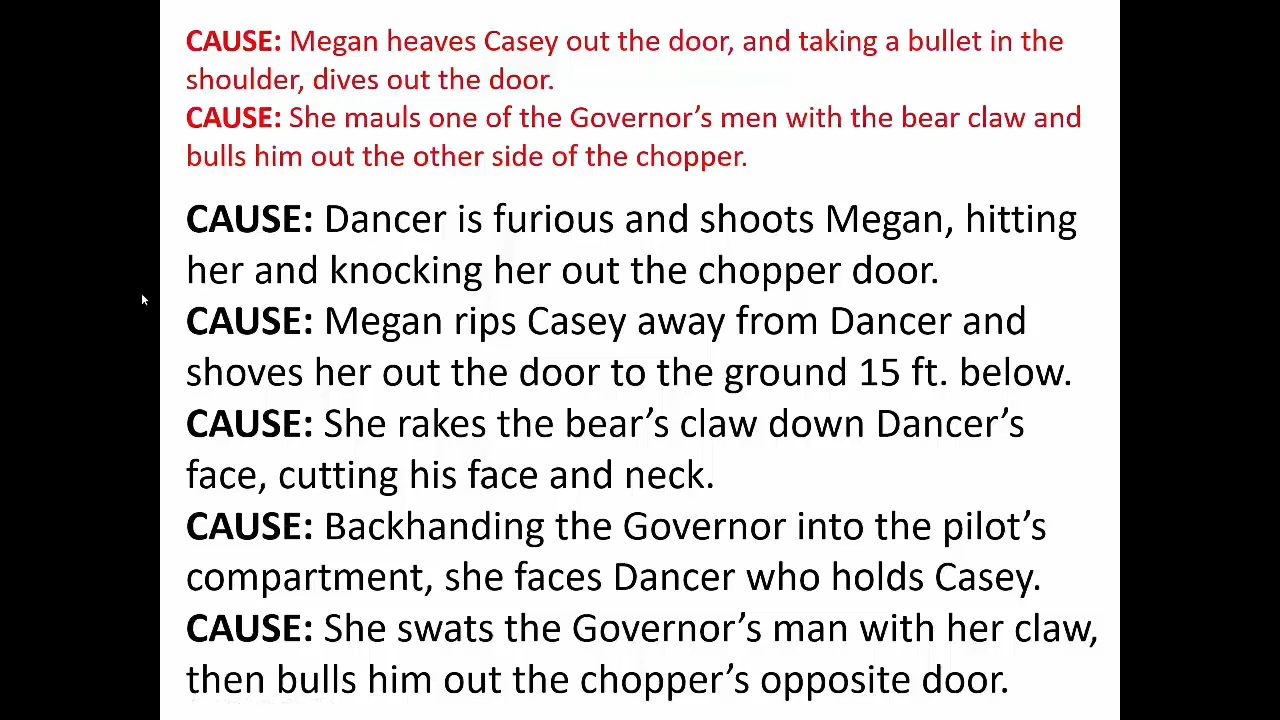 CAUSE: Megan heaves Casey out the door, and taking a bullet in the
shoulder, dives out the door.
CAUSE: She mauls one of the Governor’s men with the bear claw and
bulls him out the other side of the chopper.
CAUSE: Dancer is furious and shoots Megan, hitting
her and knocking her out the chopper door.
CAUSE: Megan rips Casey away from Dancer and
shoves her out the door to the ground 15 ft. below.
CAUSE: She rakes the bear’s claw down Dancer’s
face, cutting his face and neck.
CAUSE: Backhanding the Governor into the pilot’s
compartment, she faces Dancer who holds Casey.
CAUSE: She swats the Governor’s man with her claw,
then bulls him out the chopper’s opposite door.